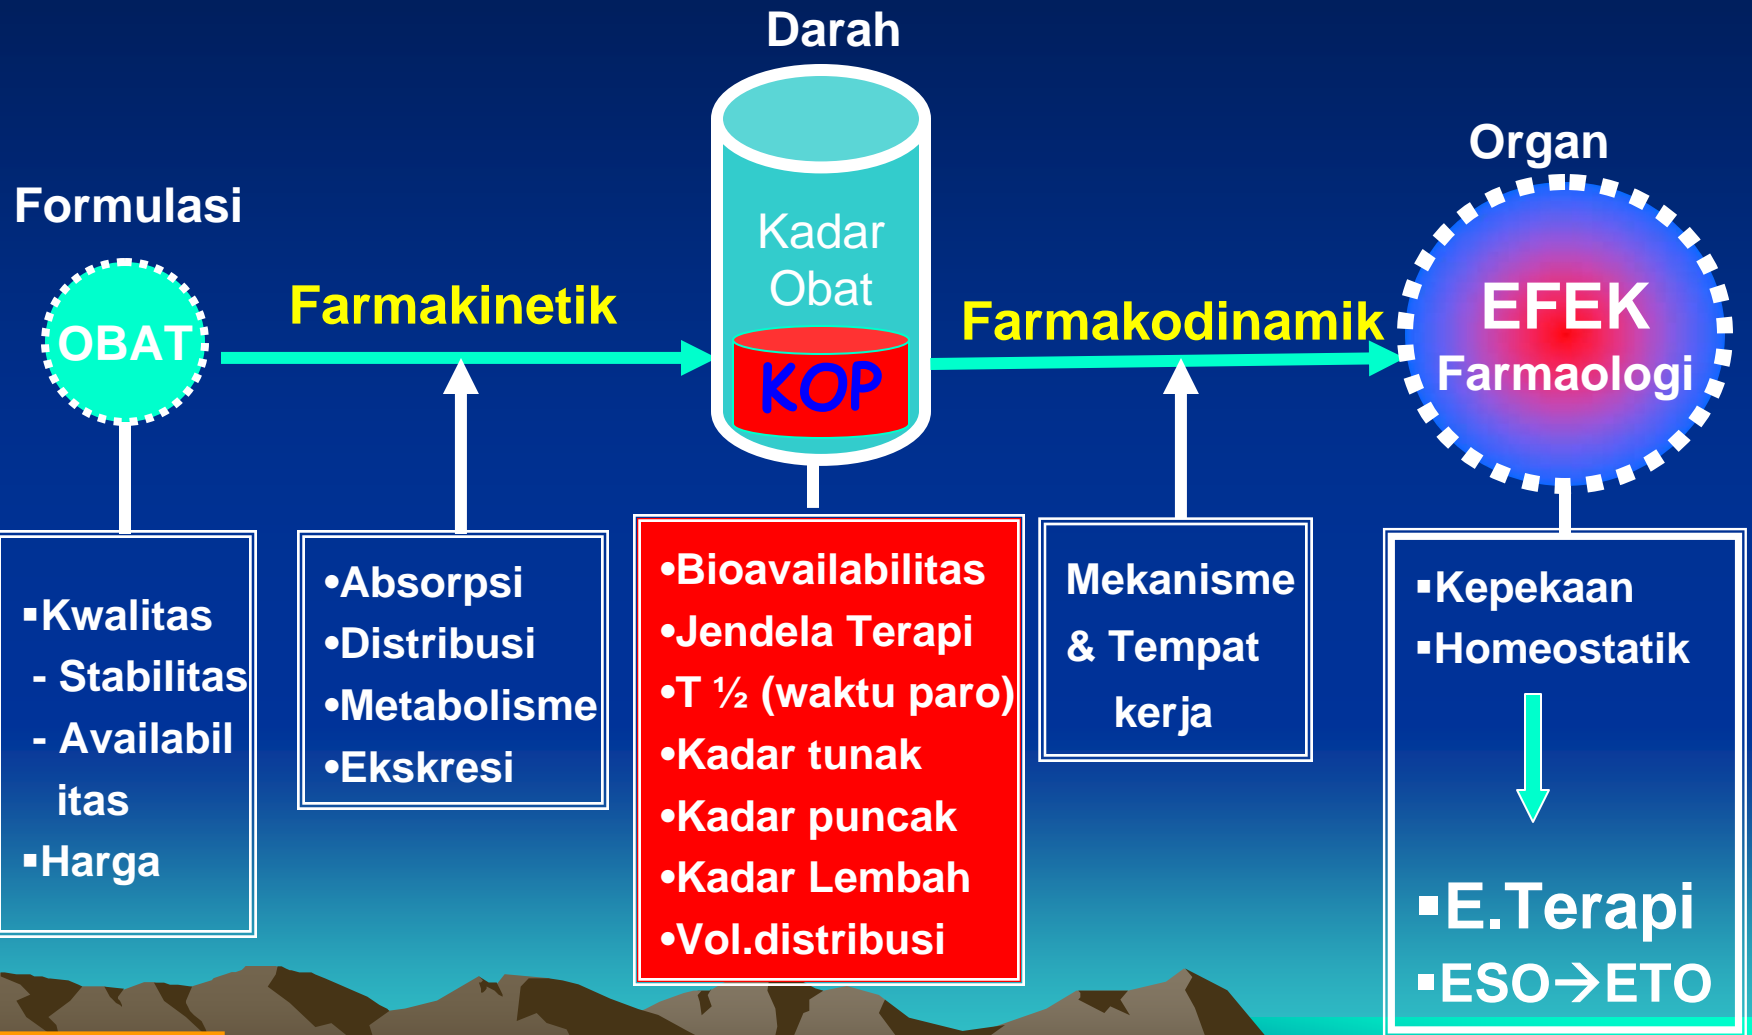 Darah
Organ
Formulasi
Kadar
Obat
OBAT
Farmakinetik
KOP
Farmakodinamik
EFEK
Farmaologi
▪Kwalitas
- Stabilitas
- Availabil
itas
▪Harga
•Absorpsi
•Distribusi
•Metabolisme
•Ekskresi
•Bioavailabilitas
•Jendela Terapi
•T ½ (waktu paro)
•Kadar tunak
•Kadar puncak
•Kadar Lembah
•Vol.distribusi
Mekanisme
& Tempat
kerja
▪Kepekaan
▪Homeostatik
▪E.Terapi
▪ESO→ETO